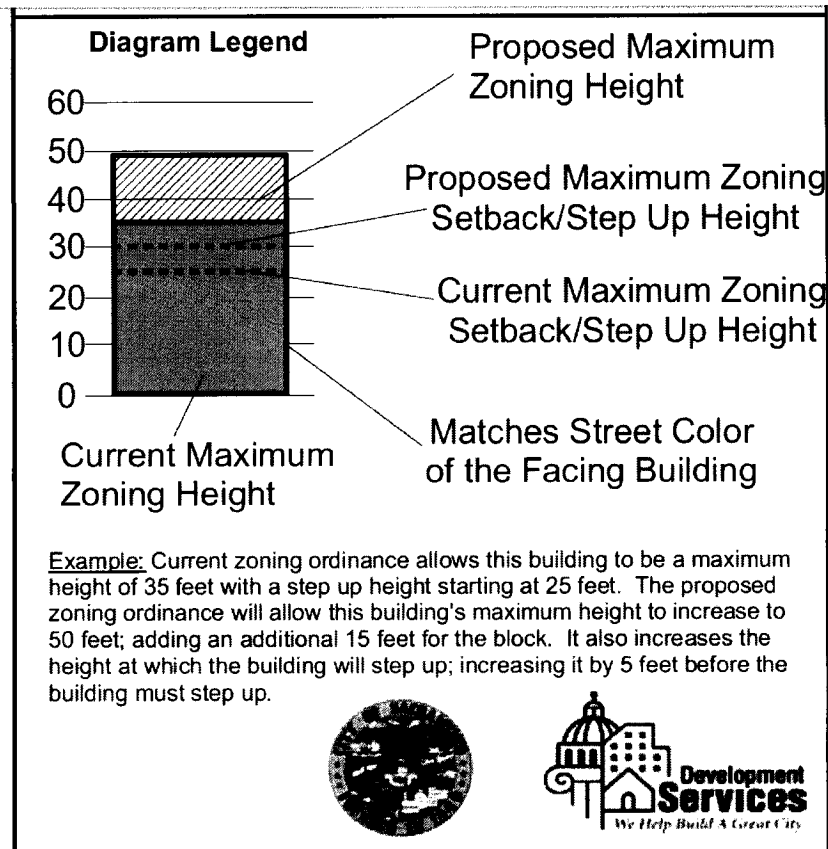 Diagram Legend
Proposed Maximum
Zoning Height
60
50
40
30
20
10
0
Proposed Maximum Zoning
Setback/Step Up Height
Current Maximum Zoning
Setback/Step Up Height
Matches Street Color
of the Facing Building
Current Maximum
Zoning Height
Example: Current zoning ordinance allows this building to be a maximum
height of 35 feet with a step up height starting at 25 feet. The proposed
zoning ordinance will allow this building's maximum height to increase to
50 feet; adding an additional 15 feet for the block. It also increases the
height at which the building will step up; increasing it by 5 feet before the
building must step up.
Development
Services
We Help Build A Great City